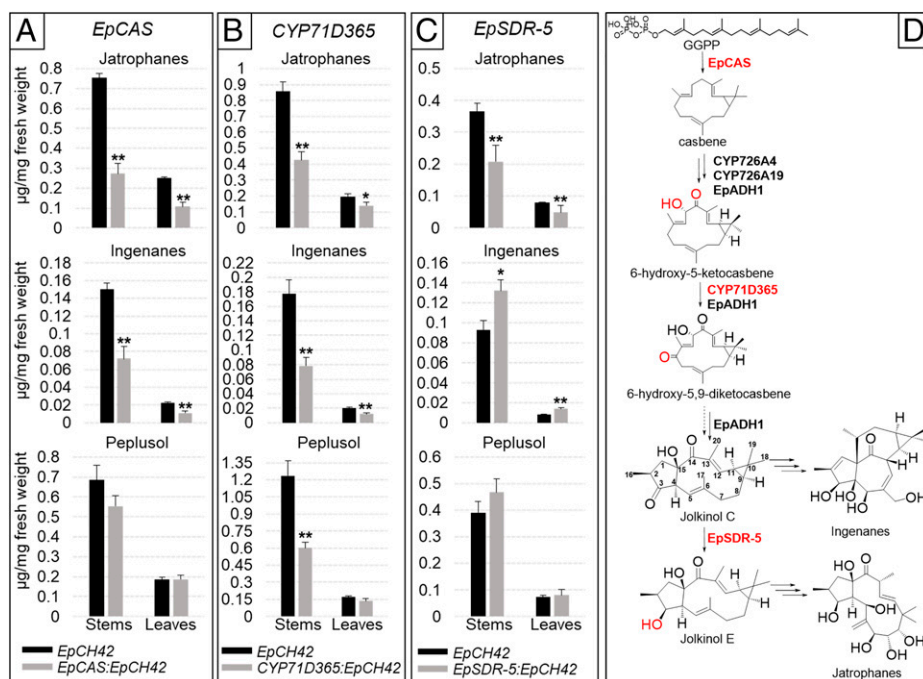 A
EpCAS
Jatrophanes
µg/mg fresh weight
0.8
0.7
0.6
0.5
0.4
0.3
0.2
0.1
0
**
**
Ingenanes
µg/mg fresh weight
0.18
0.16
0.14
0.12
0.1
0.08
0.06
0.04
0.02
0
**
**
Peplusol
µg/mg fresh weight
0.8
0.7
0.6
0.5
0.4
0.3
0.2
0.1
0
Stems Leaves
EpCH42
EpCAS:EpCH42
B
CYP71D365
Jatrophanes
1
0.9
0.8
0.7
0.6
0.5
0.4
0.3
0.2
0.1
0
**
*
Ingenanes
0.22
0.2
0.18
0.16
0.14
0.12
0.1
0.08
0.06
0.04
0.02
0
**
**
Peplusol
1.35
1.2
1.05
0.9
0.75
0.6
0.45
0.3
0.15
0
**
Stems Leaves
EpCH42
CYP71D365:EpCH42
C
EpSDR-5
Jatrophanes
0.5
0.4
0.3
0.2
0.1
0
**
**
Ingenanes
0.16
0.14
0.12
0.1
0.08
0.06
0.04
0.02
0
*
**
Peplusol
0.6
0.5
0.4
0.3
0.2
0.1
0
Stems Leaves
EpCH42
EpSDR-5:EpCH42
D
OH OH
HO P O P O
O O
GGPP
EpCAS
casbene
CYP726A4
CYP726A19
EpADH1
HO O
H
H
6-hydroxy-5-ketocasbene
CYP71D365
EpADH1
O
HO
O
H
H
6-hydroxy-5,9-diketocasbene
EpADH1
HO O
1 2 3 4 5 6 7 8 9 10 11 12 13 14 15 16 17 18 19 20
O
H
H
H
Jolkinol C
O
H
H
HO HO HO HO
Ingenanes
EpSDR-5
HO O
H
H
H
HO
Jolkinol E
HO O
H
OH
HO
O OH
OH
OH
Jatrophanes